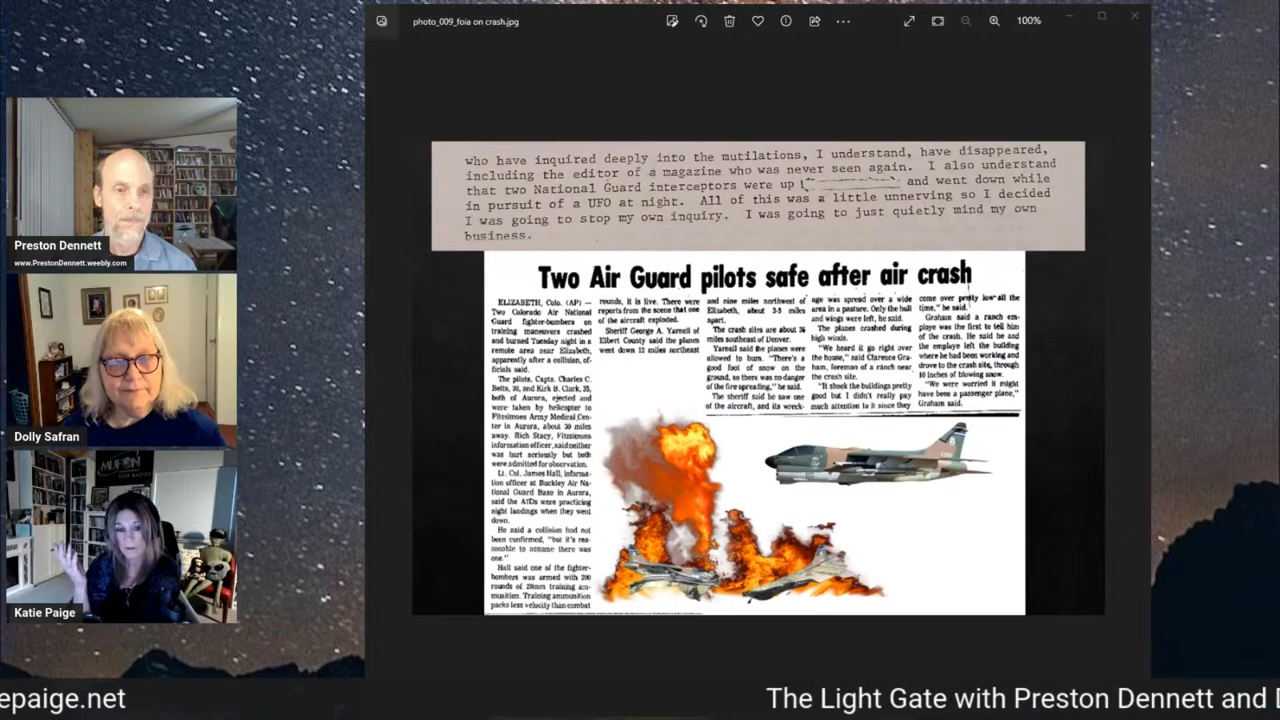 photo_009_foia on crash.jpg
100%
who have inquired deeply into the mutilations, I understand, have disappeared,
including the editor of a magazine who was never seen again. I also understand
that two National Guard interceptors were up and went down while
in pursuit of a UFO at night. All of this was a little unnerving so I decided
I was going to stop my own inquiry. I was going to just quietly mind my own
business.
Two Air Guard pilots safe after air crash
ELIZABETH, Colo. (AP) —
Two Colorado Air National
Guard fighter-bombers on
training maneuvers crashed
and burned Tuesday night in a
remote area near Elizabeth,
apparently after a collision, of-
ficials said.
The pilots, Capts. Charles C.
Betts, 30, and Kirk B. Clark, 35,
both of Aurora, ejected and
were taken by helicopter to
Fitzsimons Army Medical Cen-
ter in Aurora, about 30 miles
away. Rich Stacy, Fitzsimons
information officer, said neither
was hurt seriously but both
were admitted for observation.
Lt. Col. James Hall, informa-
tion officer at Buckley Air Na-
tional Guard Base in Aurora,
said the A7Ds were practicing
night landings when they went
down.
He said a collision had not
been confirmed, "but it's rea-
sonable to assume there was
one."
Hall said one of the fighter-
bombers was armed with 200
rounds of 20mm training am-
munition. Training ammunition
packs less velocity than combat
rounds, it is live. There were
reports from the scene that one
of the aircraft exploded.
Sheriff George A. Yarnell of
Elbert County said the planes
went down 12 miles northeast
and nine miles northwest of
Elizabeth, about 3-5 miles
apart.
The crash sites are about 36
miles southeast of Denver.
Yarnell said the planes were
allowed to burn. "There's a
good foot of snow on the
ground, so there was no danger
of the fire spreading," he said.
The sheriff said he saw one
of the aircraft, and its wreck-
age was spread over a wide
area in a pasture. Only the hull
and wings were left, he said.
The planes crashed during
high winds.
"We heard it go right over
the house," said Clarence Gra-
ham, foreman of a ranch near
the crash site.
"It shook the buildings pretty
good but I didn't really pay
much attention to it since they
come over pretty low all the
time," he said.
Graham said a ranch em-
ploye was the first to tell him
of the crash. He said he and
the employe left the building
where he had been working and
drove to the crash site, through
10 inches of blowing snow.
"We were worried it might
have been a passenger plane,"
Graham said.
Preston Dennett
www.PrestonDennett.weebly.com
Dolly Safran
MUFON
Katie Paige
epaige.net
The Light Gate with Preston Dennett and D